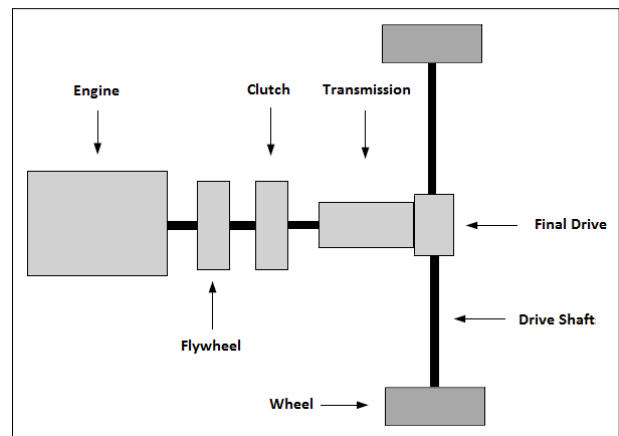 Engine
Clutch
Transmission
Final Drive
Drive Shaft
Flywheel
Wheel